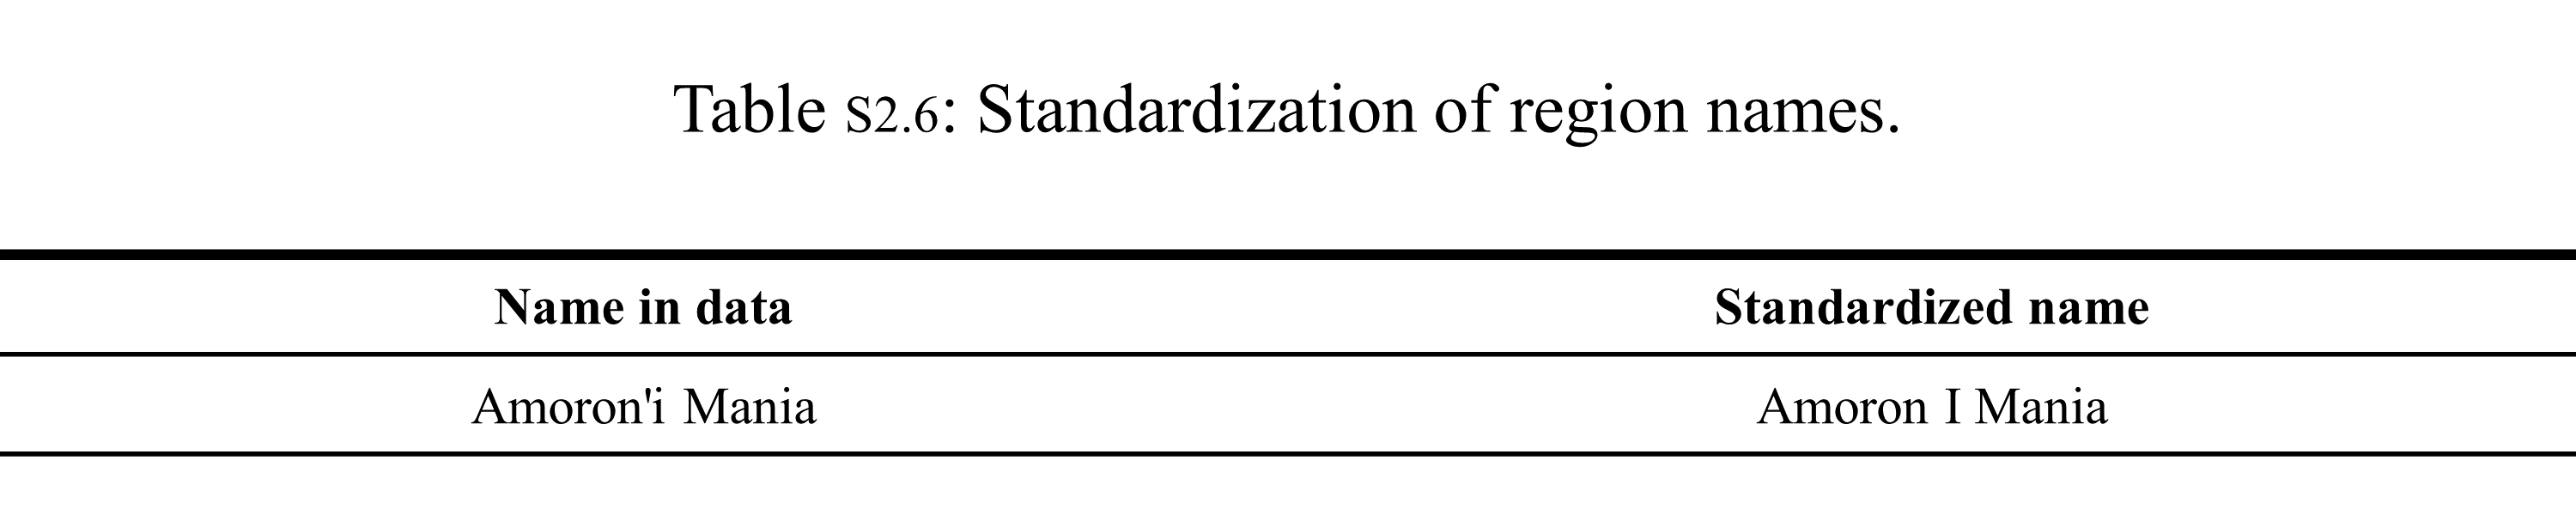 Table S2.6: Standardization of region names.
Name in data Standardized name
Amoron'i Mania Amoron I Mania